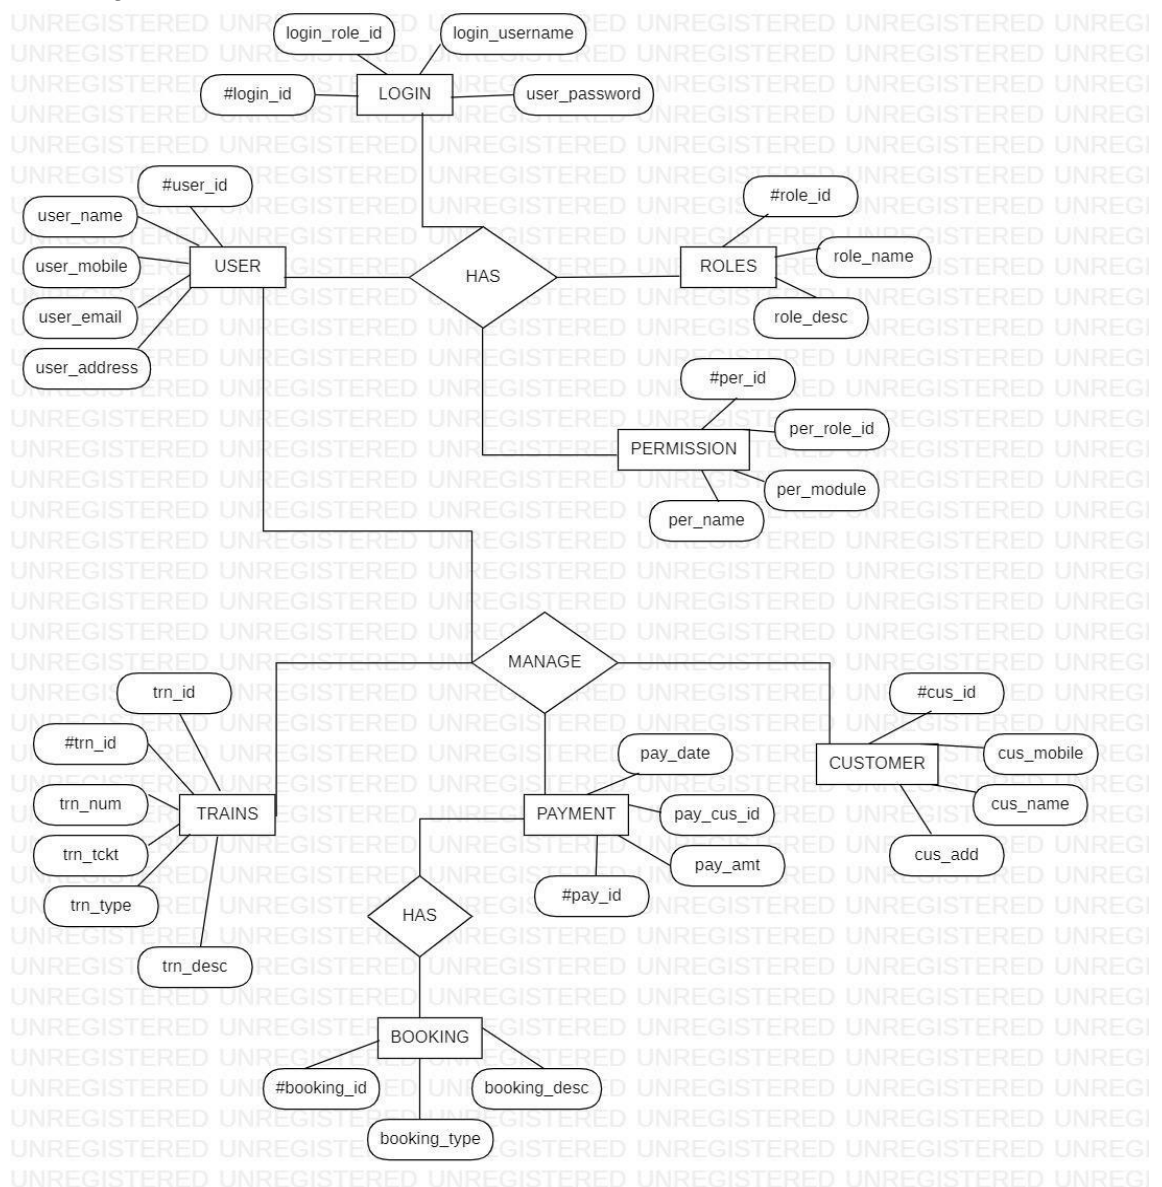 login_role_id
login_username
#login_id
LOGIN
user_password
#user_id
user_name
user_mobile
USER
user_email
user_address
HAS
#role_id
ROLES
role_name
role_desc
#per_id
per_role_id
PERMISSION
per_module
per_name
MANAGE
trn_id
#trn_id
trn_num
TRAINS
trn_tckt
trn_type
trn_desc
pay_date
PAYMENT
pay_cus_id
pay_amt
#pay_id
#cus_id
CUSTOMER
cus_mobile
cus_name
cus_add
HAS
BOOKING
#booking_id
booking_desc
booking_type
UNREGISTERED